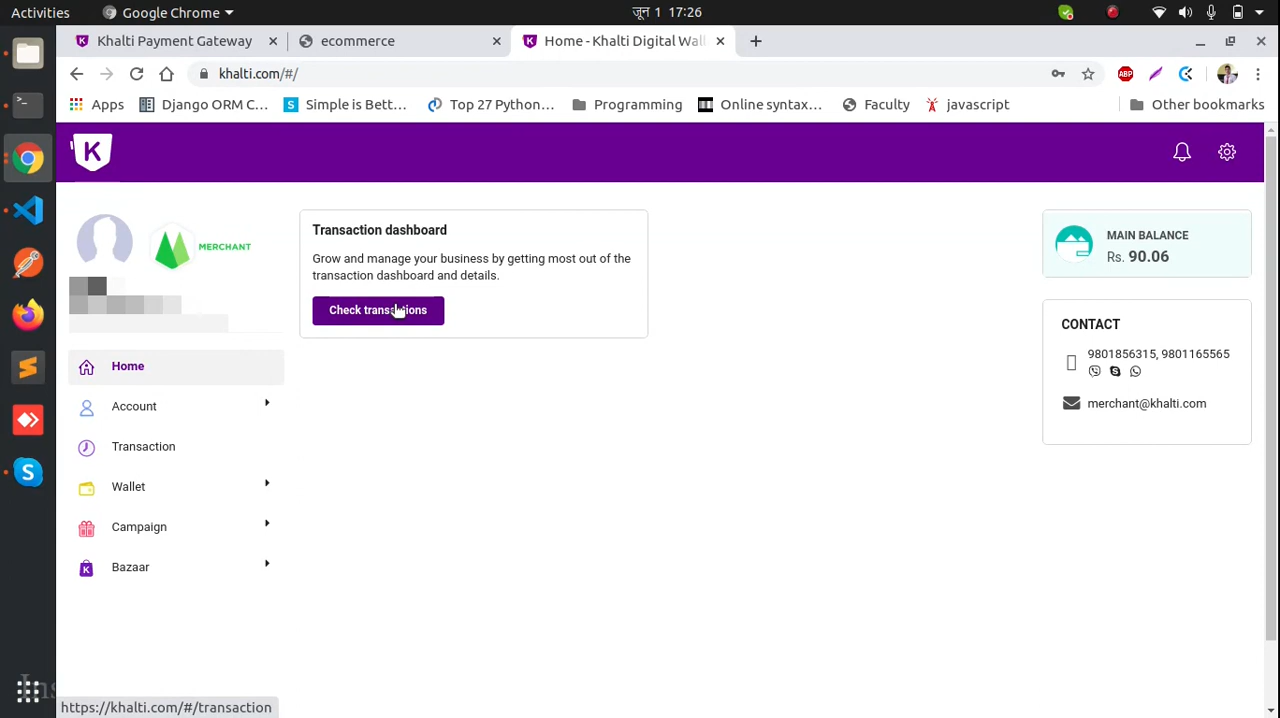 Activities Google Chrome जून 1 17:26
Khalti Payment Gateway ecommerce Home - Khalti Digital Wal
khalti.com/#/ ABP
Apps Django ORM C... S Simple is Bett... Top 27 Python,... Programming Online syntax,... Faculty javascript Other bookmarks
K
MERCHANT
Transaction dashboard
Grow and manage your business by getting most out of the
transaction dashboard and details.
Check transactions
MAIN BALANCE
Rs. 90.06
CONTACT
9801856315, 9801165565
merchant@khalti.com
Home
Account
Transaction
Wallet
Campaign
Bazaar
https://khalti.com/#/transaction